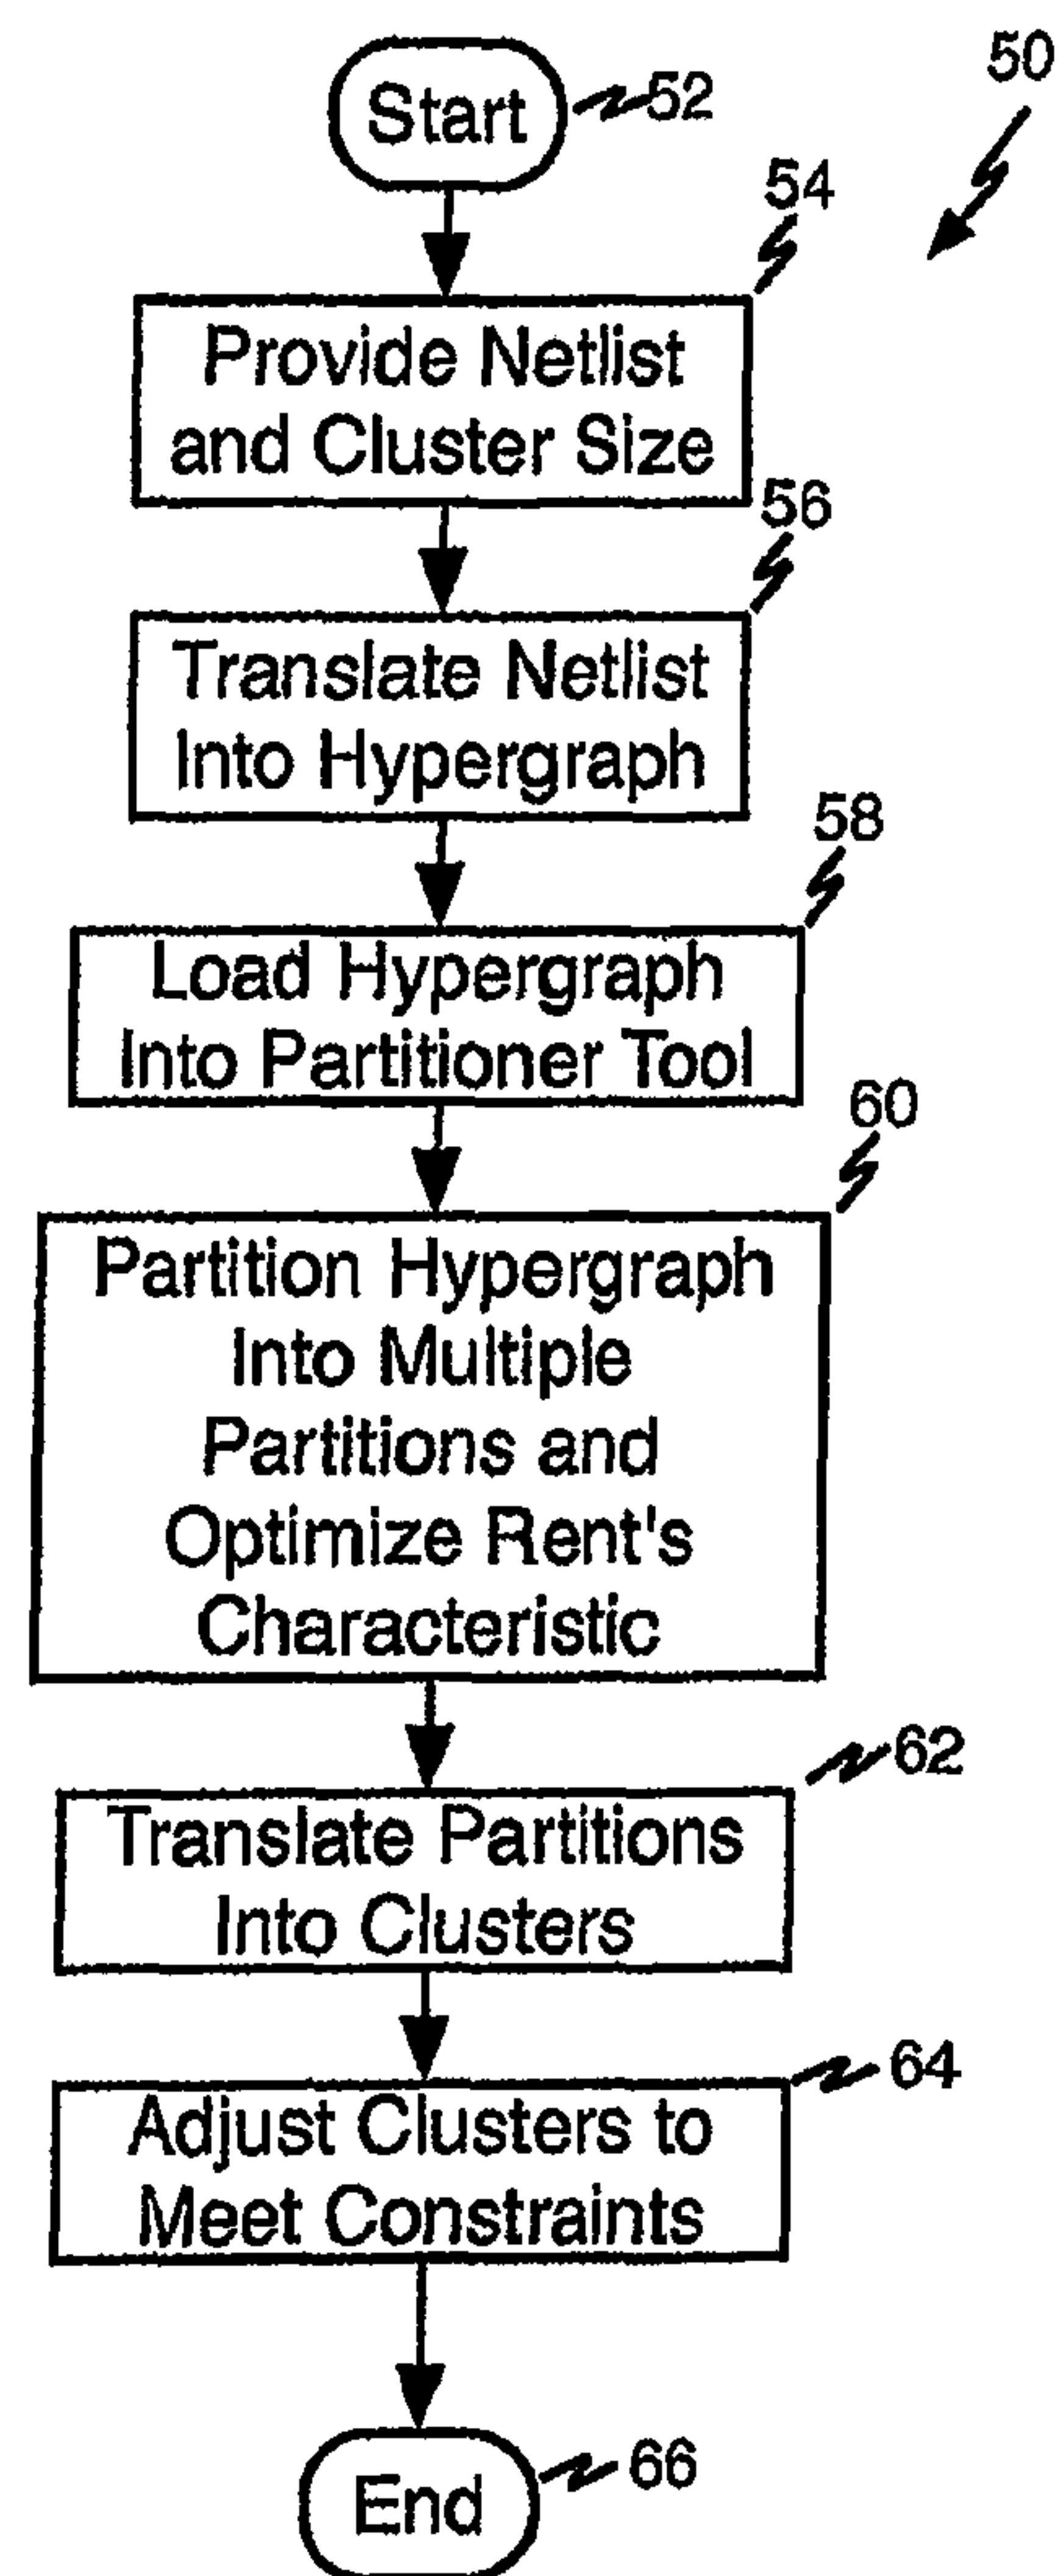 50
Start
52
54
Provide Netlist
and Cluster Size
56
Translate Netlist
Into Hypergraph
58
Load Hypergraph
Into Partitioner Tool
60
Partition Hypergraph
Into Multiple
Partitions and
Optimize Rent's
Characteristic
62
Translate Partitions
Into Clusters
64
Adjust Clusters to
Meet Constraints
End
66